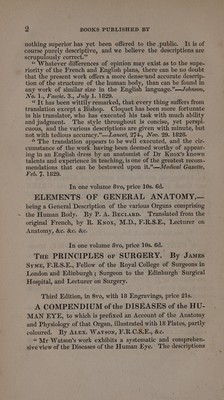 2 BOOKS PUBLISHED BY
nothing superior has yet been offered to the public. It is of
course purely descriptive, and we believe the descriptions are
scrupulously correct."
" Whatever differences of opinion may exist as to the supe-
riority of the French and English plans, there can be no doubt
that the present work offers a more dense and accurate descrip-
tion of the structure of the human body, than can be found in
any work of similar size in the English language."—Johnson,
No. 1., Fascic. 3., July 1. 1829.
" It has been wittily remarked, that every thing suffers from
translation except a Bishop. Cloquet has been more fortunate
in his translator, who has executed his task with much ability
and judgment. The style throughout is concise, yet perspi-
cuous, and the various descriptions are given with minute, but
not with tedious accuracy."—Lancet, 274., Nov. 29. 1828.
" The translation appears to be well executed, and the cir-
cumstance of the work having been deemed worthy of appear-
ing in an English dress by an anatomist of Dr Knox's known
talents and experience in teaching, is one of the greatest recom-
mendations that can be bestowed upon it."—Medical Gazette,
Vol. 7. 1829.
In one volume 8vo, price 10s. 6d.
ELEMENTS OF GENERAL ANATOMY,—
being a General Description of the various Organs comprising
the Human Body. By P. A. BECLARD. Translated from the
original French, by R. KNOX, M.D., F.R.S.E., Lecturer on
Anatomy, &c. &c. &c.
In one volume 8vo, price 10s. 6d.
THE PRINCIPLES OF SURGERY. BY JAMES
SYME, F.R.S.E., Fellow of the Royal College of Surgeons in
London and Edinburgh; Surgeon to the Edinburgh Surgical
Hospital, and Lecturer on Surgery.
Third Edition, in 8vo, with 18 Engravings, price 21s.
A COMPENDIUM of the DISEASES of the HU-
MAN EYE, to which is prefixed an Account of the Anatomy
and Physiology of that Organ, illustrated with 18 Plates, partly
coloured. By ALEX. WATSON, F.R.C.S.E., &c.
" Mr Watson's work exhibits a systematic and comprehen-
sive view of the Diseases of the Human Eye. The descriptions